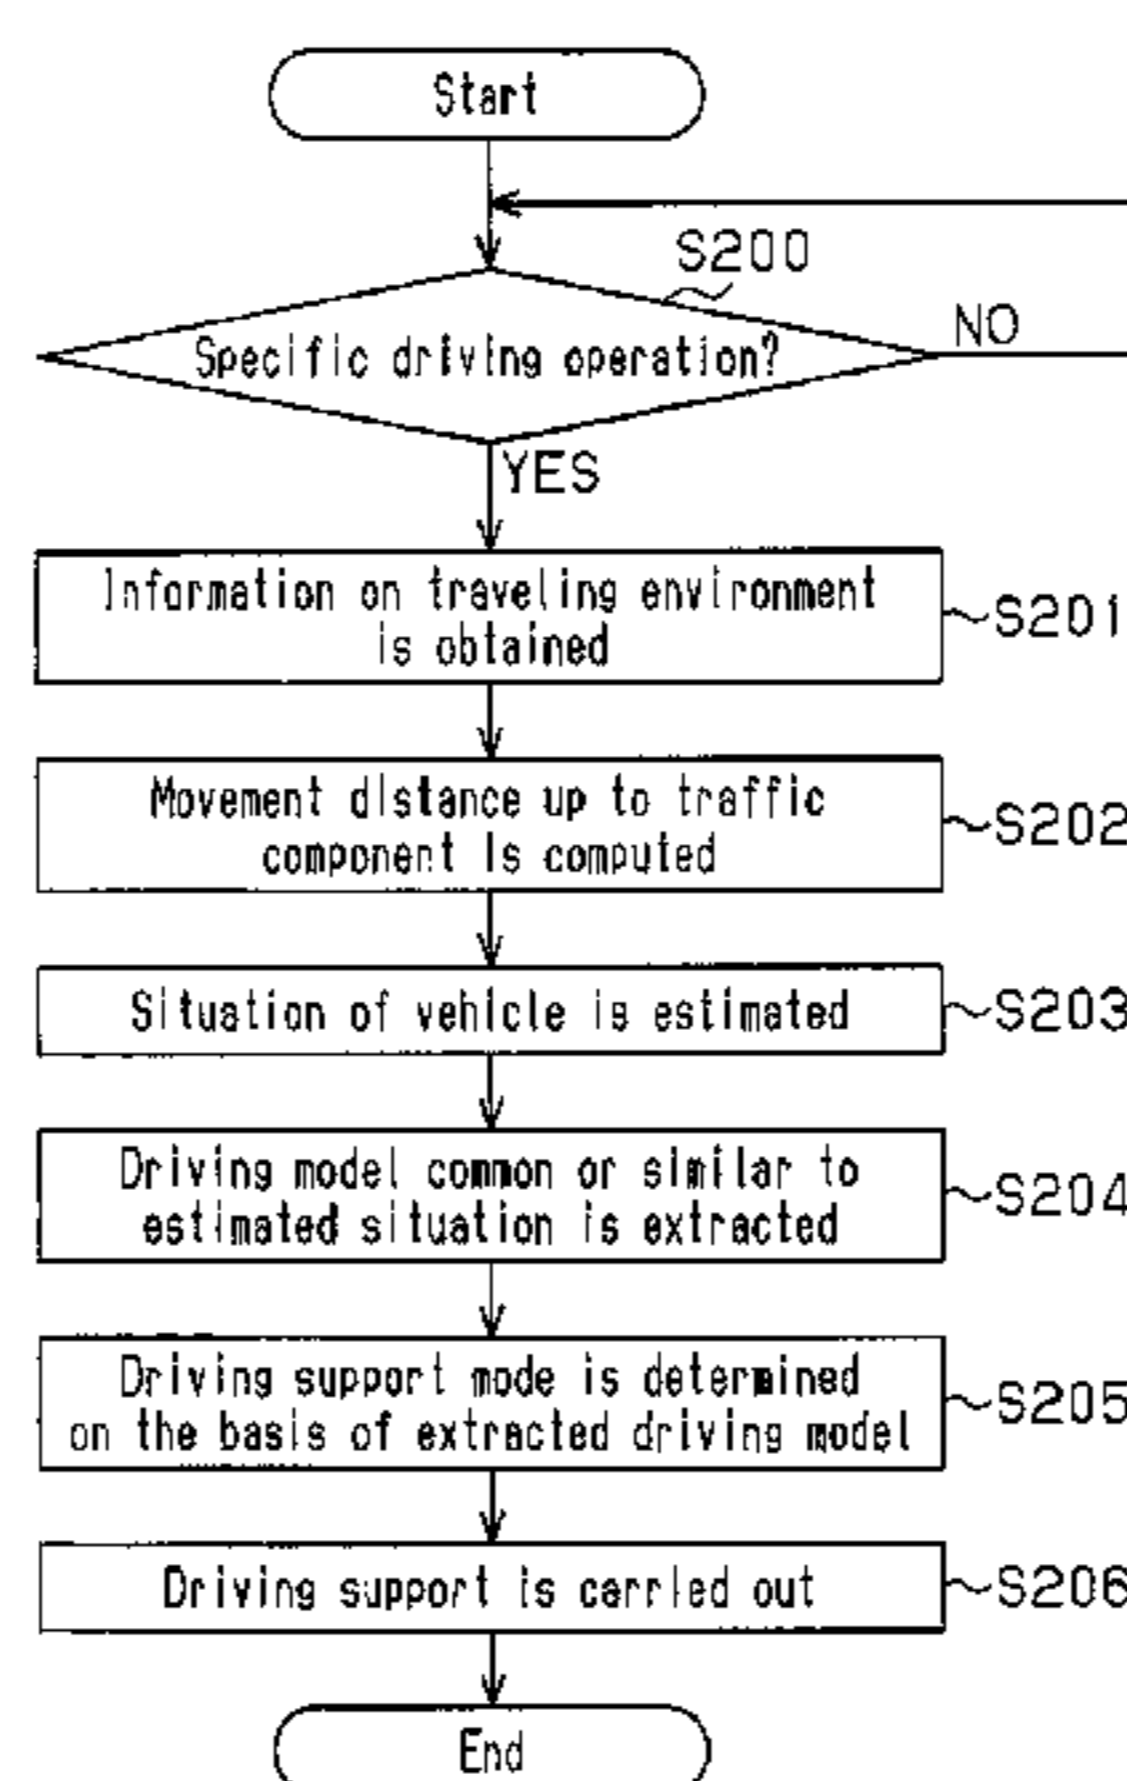 Start
S200
Specific driving operation?
NO
YES
Information on traveling environment
is obtained
S201
Movement distance up to traffic
component is computed
S202
Situation of vehicle is estimated
S203
Driving model common or similar to
estimated situation is extracted
S204
Driving support mode is determined
on the basis of extracted driving model
S205
Driving support is carried out
S206
End